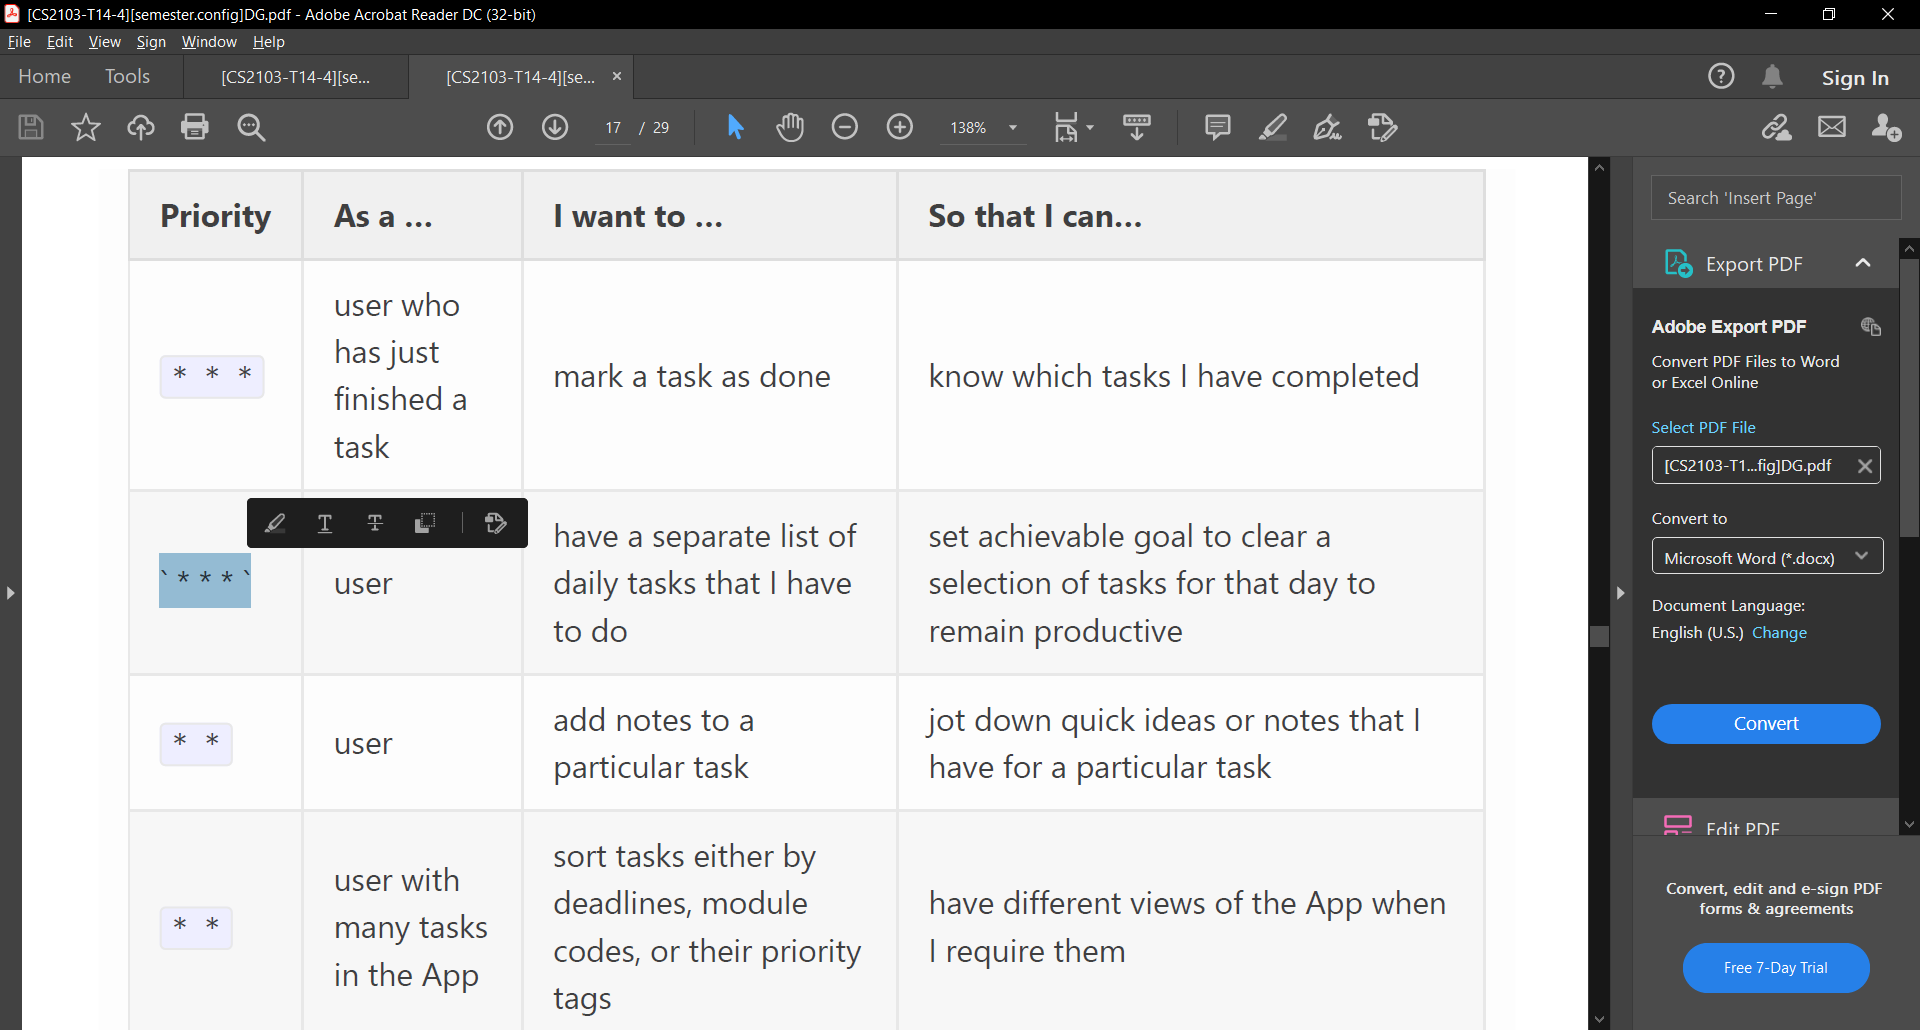 [CS2103-T14-4][semester.config]DG.pdf - Adobe Acrobat Reader DC (32-bit)
File Edit View Sign Window Help
Home Tools [CS2103-T14-4][se... [CS2103-T14-4][se... × Sign In
17 / 29 138%
Search 'Insert Page'
Export PDF
Adobe Export PDF
Convert PDF Files to Word
or Excel Online
Select PDF File
[CS2103-T1...fig]DG.pdf
Convert to
Microsoft Word (*.docx)
Document Language:
English (U.S.) Change
Convert
Edit PDF
Convert, edit and e-sign PDF
forms & agreements
Free 7-Day Trial
Priority As a ... I want to ... So that I can...
* * *
user who
has just
finished a
task
mark a task as done
know which tasks I have completed
` * * * `
user
have a separate list of
daily tasks that I have
to do
set achievable goal to clear a
selection of tasks for that day to
remain productive
* *
user
add notes to a
particular task
jot down quick ideas or notes that I
have for a particular task
* *
user with
many tasks
in the App
sort tasks either by
deadlines, module
codes, or their priority
tags
have different views of the App when
I require them